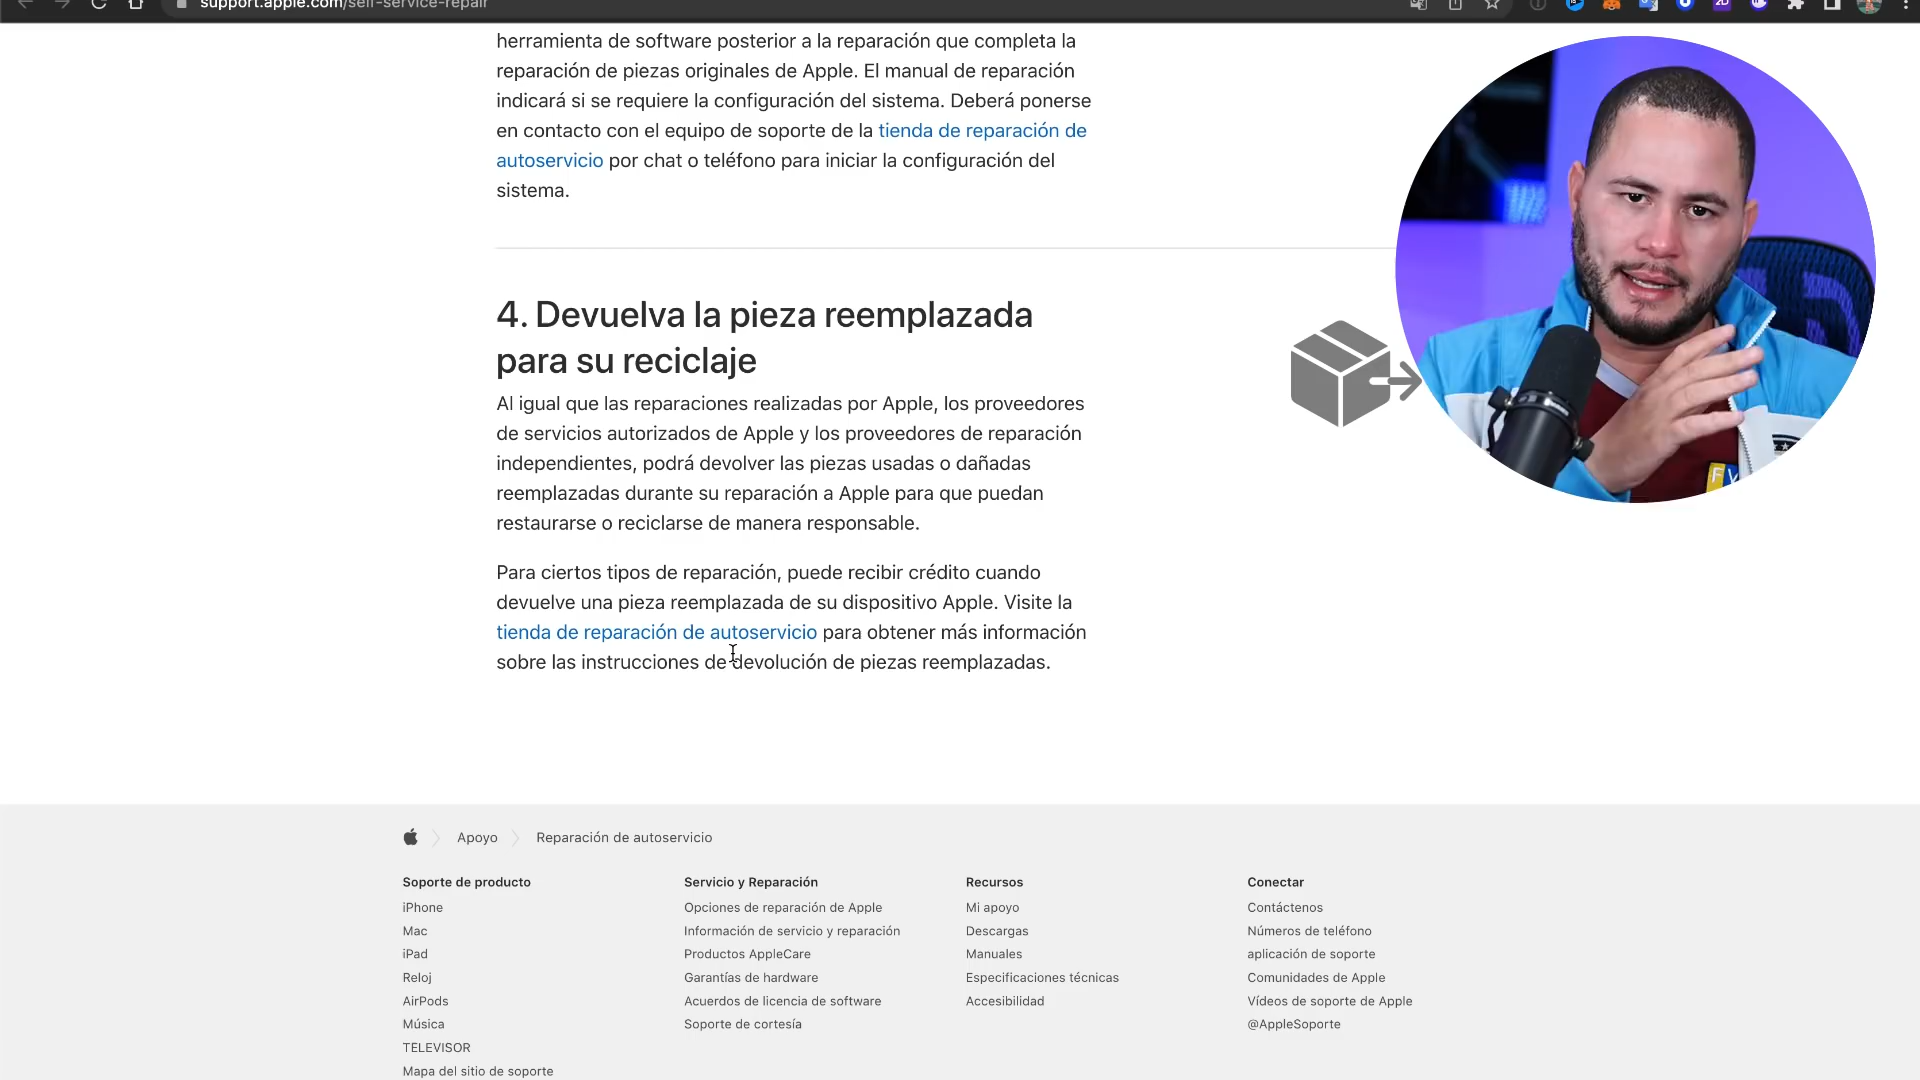 support.apple.com/self-service-repair
herramienta de software posterior a la reparación que completa la
reparación de piezas originales de Apple. El manual de reparación
indicará si se requiere la configuración del sistema. Deberá ponerse
en contacto con el equipo de soporte de la tienda de reparación de
autoservicio por chat o teléfono para iniciar la configuración del
sistema.
4. Devuelva la pieza reemplazada
para su reciclaje
Al igual que las reparaciones realizadas por Apple, los proveedores
de servicios autorizados de Apple y los proveedores de reparación
independientes, podrá devolver las piezas usadas o dañadas
reemplazadas durante su reparación a Apple para que puedan
restaurarse o reciclarse de manera responsable.
Para ciertos tipos de reparación, puede recibir crédito cuando
devuelve una pieza reemplazada de su dispositivo Apple. Visite la
tienda de reparación de autoservicio para obtener más información
sobre las instrucciones de devolución de piezas reemplazadas.
Apoyo
Reparación de autoservicio
Soporte de producto
iPhone
Mac
iPad
Reloj
AirPods
Música
TELEVISOR
Mapa del sitio de soporte
Servicio y Reparación
Opciones de reparación de Apple
Información de servicio y reparación
Productos AppleCare
Garantías de hardware
Acuerdos de licencia de software
Soporte de cortesía
Recursos
Mi apoyo
Descargas
Manuales
Especificaciones técnicas
Accesibilidad
Conectar
Contáctenos
Números de teléfono
aplicación de soporte
Comunidades de Apple
Vídeos de soporte de Apple
@AppleSoporte